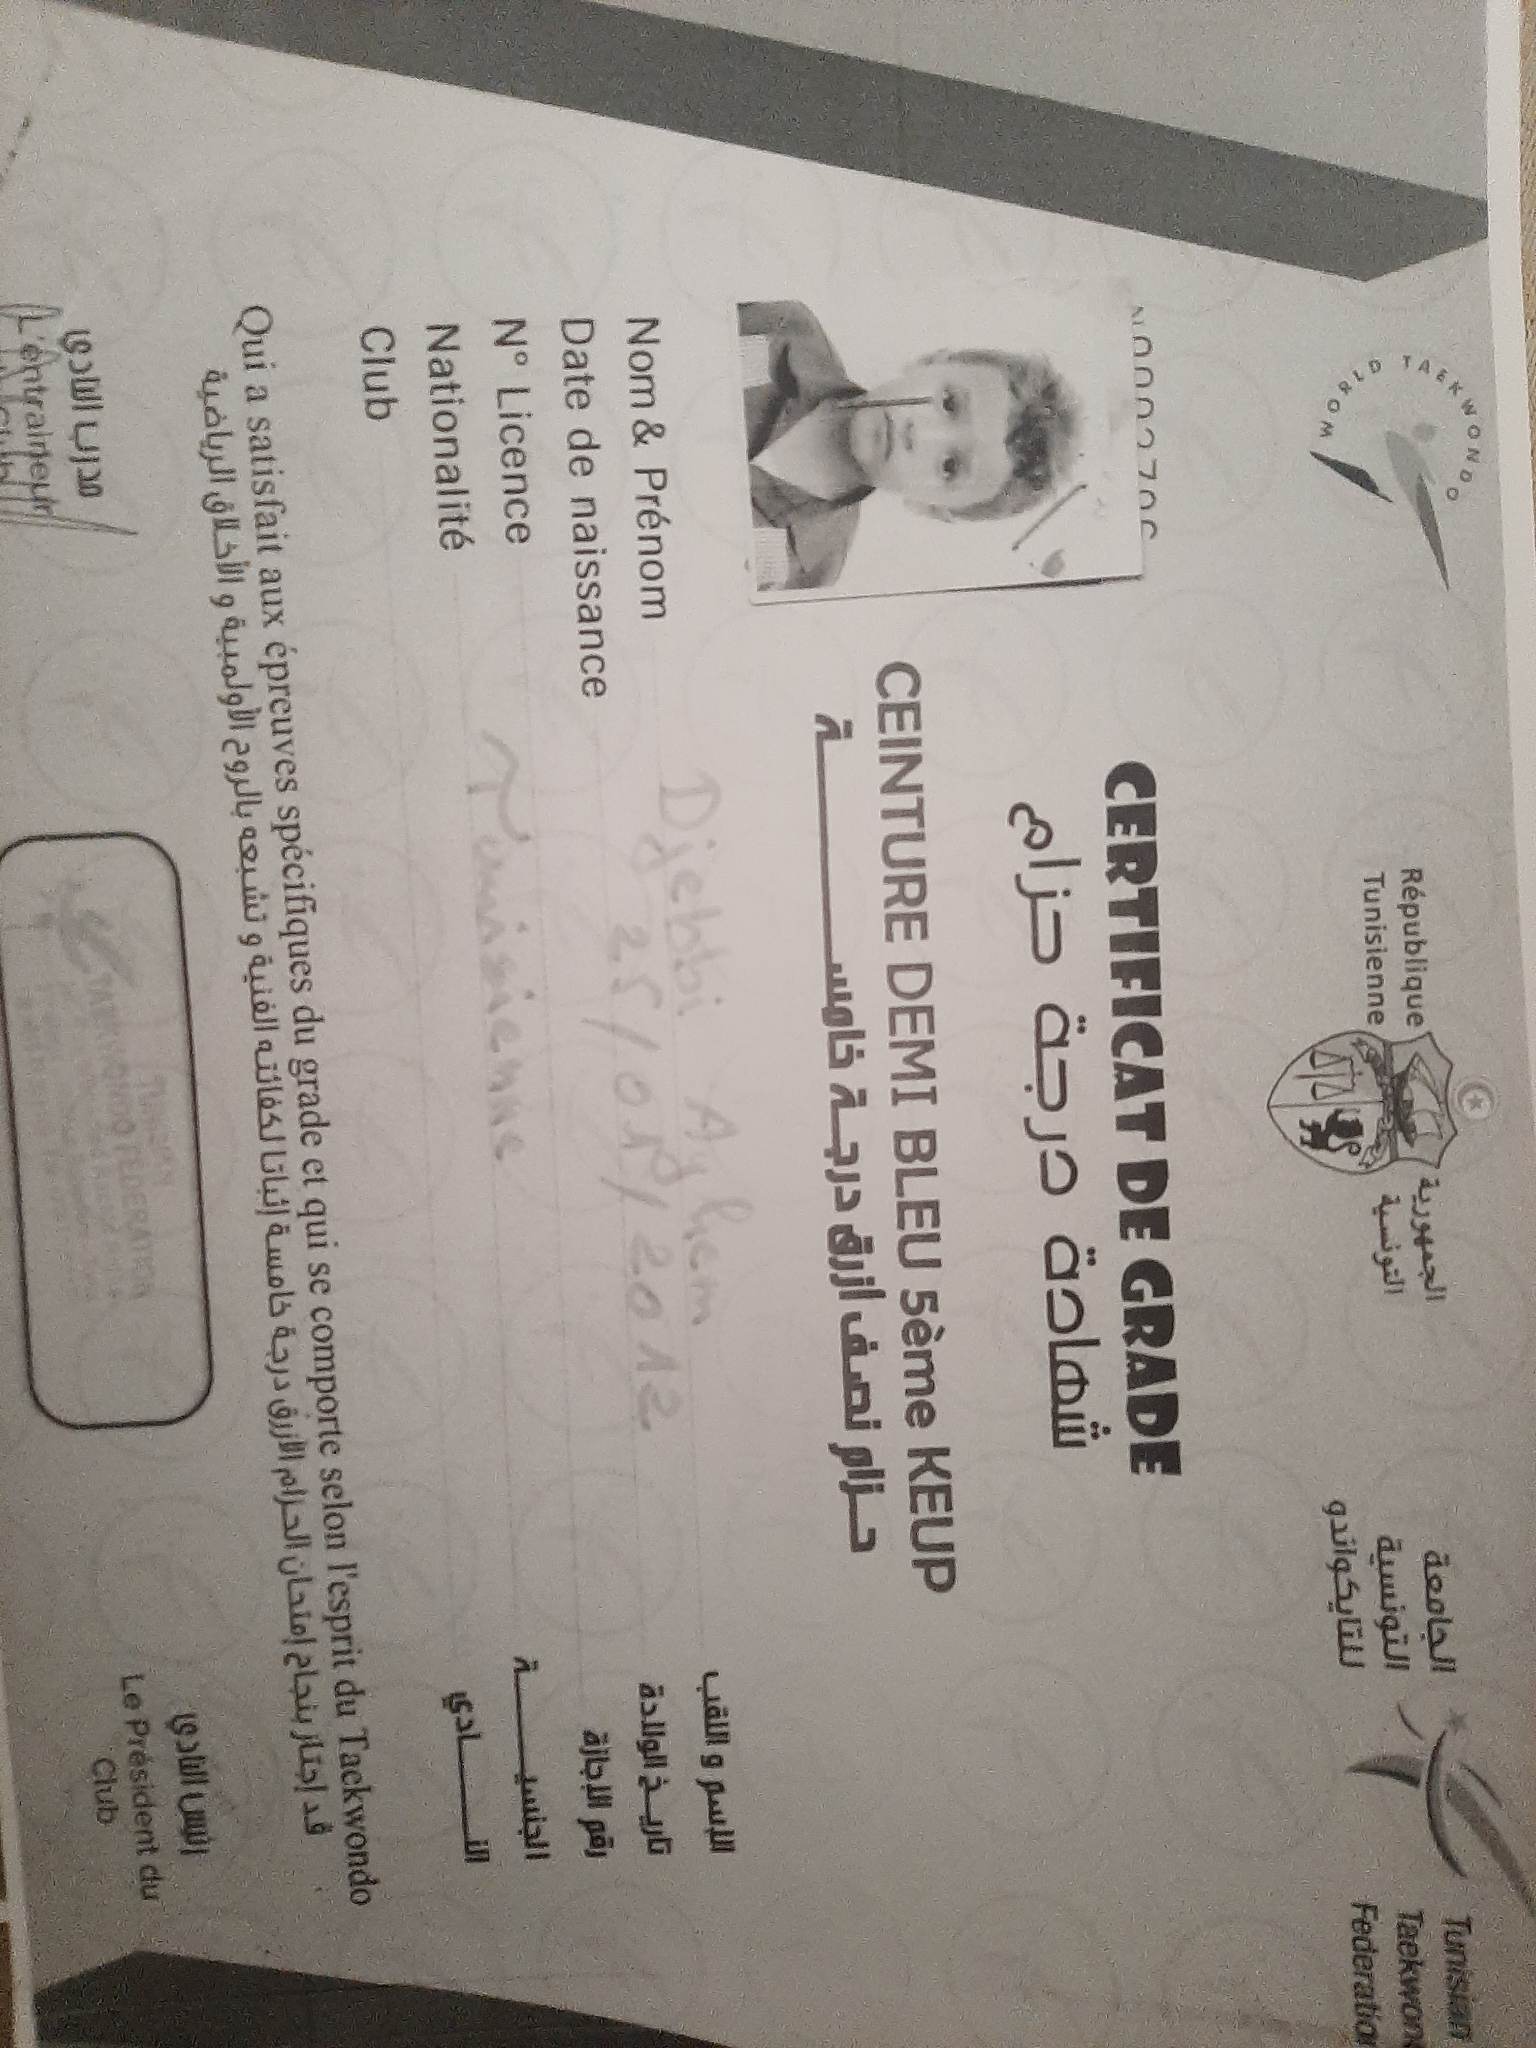 WORLD TAEKWONDO
République
Tunisienne
الجمهورية
التونسية
الجامعة
التونسية
للتايكواندو
Tunisian
Taekwon
Federation
CERTIFICAT DE GRADE
شهادة درجة حزام
CEINTURE DEMI BLEU 5ème KEUP
حزام نصف ازرق درجة خامسة
Nom & Prénom Djebbi Ayhem الاسم و اللقب
Date de naissance 25/01/2012 تاريخ الولادة
N° Licence رقم الاجازة
Nationalité Tunisienne الجنسية
Club النادي
Qui a satisfait aux épreuves spécifiques du grade et qui se comporte selon l'esprit du Taekwondo
قد إجتاز بنجاح إمتحان الحزام الأزرق درجة خامسة إثباتا لكفائته الفنية و تشبعه بالروح الأولمبية و الأخلاق الرياضية
مدرب النادي
L'entraineur
TAEKWONDO FEDERATION
رئيس النادي
Le Président du
Club